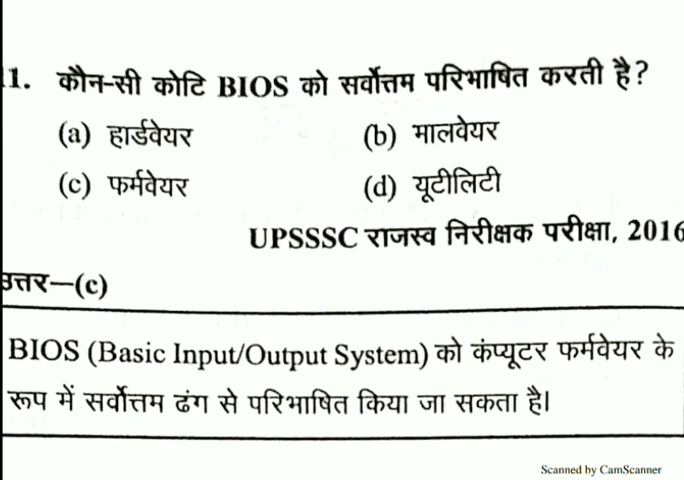 11. कौन-सी कोटि BIOS को सर्वोत्तम परिभाषित करती है?
(a) हार्डवेयर (b) मालवेयर
(c) फर्मवेयर (d) यूटीलिटी
UPSSSC राजस्व निरीक्षक परीक्षा, 2016
उत्तर—(c)
BIOS (Basic Input/Output System) को कंप्यूटर फर्मवेयर के
रूप में सर्वोत्तम ढंग से परिभाषित किया जा सकता है।
Scanned by CamScanner